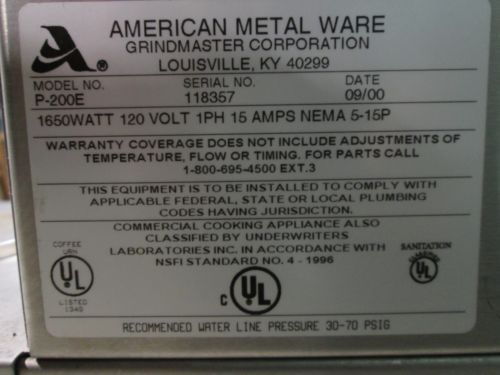 AMERICAN METAL WARE
GRINDMASTER CORPORATION
LOUISVILLE, KY 40299
MODEL NO. SERIAL NO. DATE
P-200E 118357 09/00
1650WATT 120 VOLT 1PH 15 AMPS NEMA 5-15P
WARRANTY COVERAGE DOES NOT INCLUDE ADJUSTMENTS OF
TEMPERATURE, FLOW OR TIMING. FOR PARTS CALL
1-800-695-4500 EXT.3
THIS EQUIPMENT IS TO BE INSTALLED TO COMPLY WITH
APPLICABLE FEDERAL, STATE OR LOCAL PLUMBING
CODES HAVING JURISDICTION.
COMMERCIAL COOKING APPLIANCE ALSO
CLASSIFIED BY UNDERWRITERS
LABORATORIES INC. IN ACCORDANCE WITH
NSFI STANDARD NO. 4 - 1996
COFFEE
URN
UL
LISTED
134G
C UL
SANITATION
CLASSIFIED
UL
RECOMMENDED WATER LINE PRESSURE 30-70 PSIG